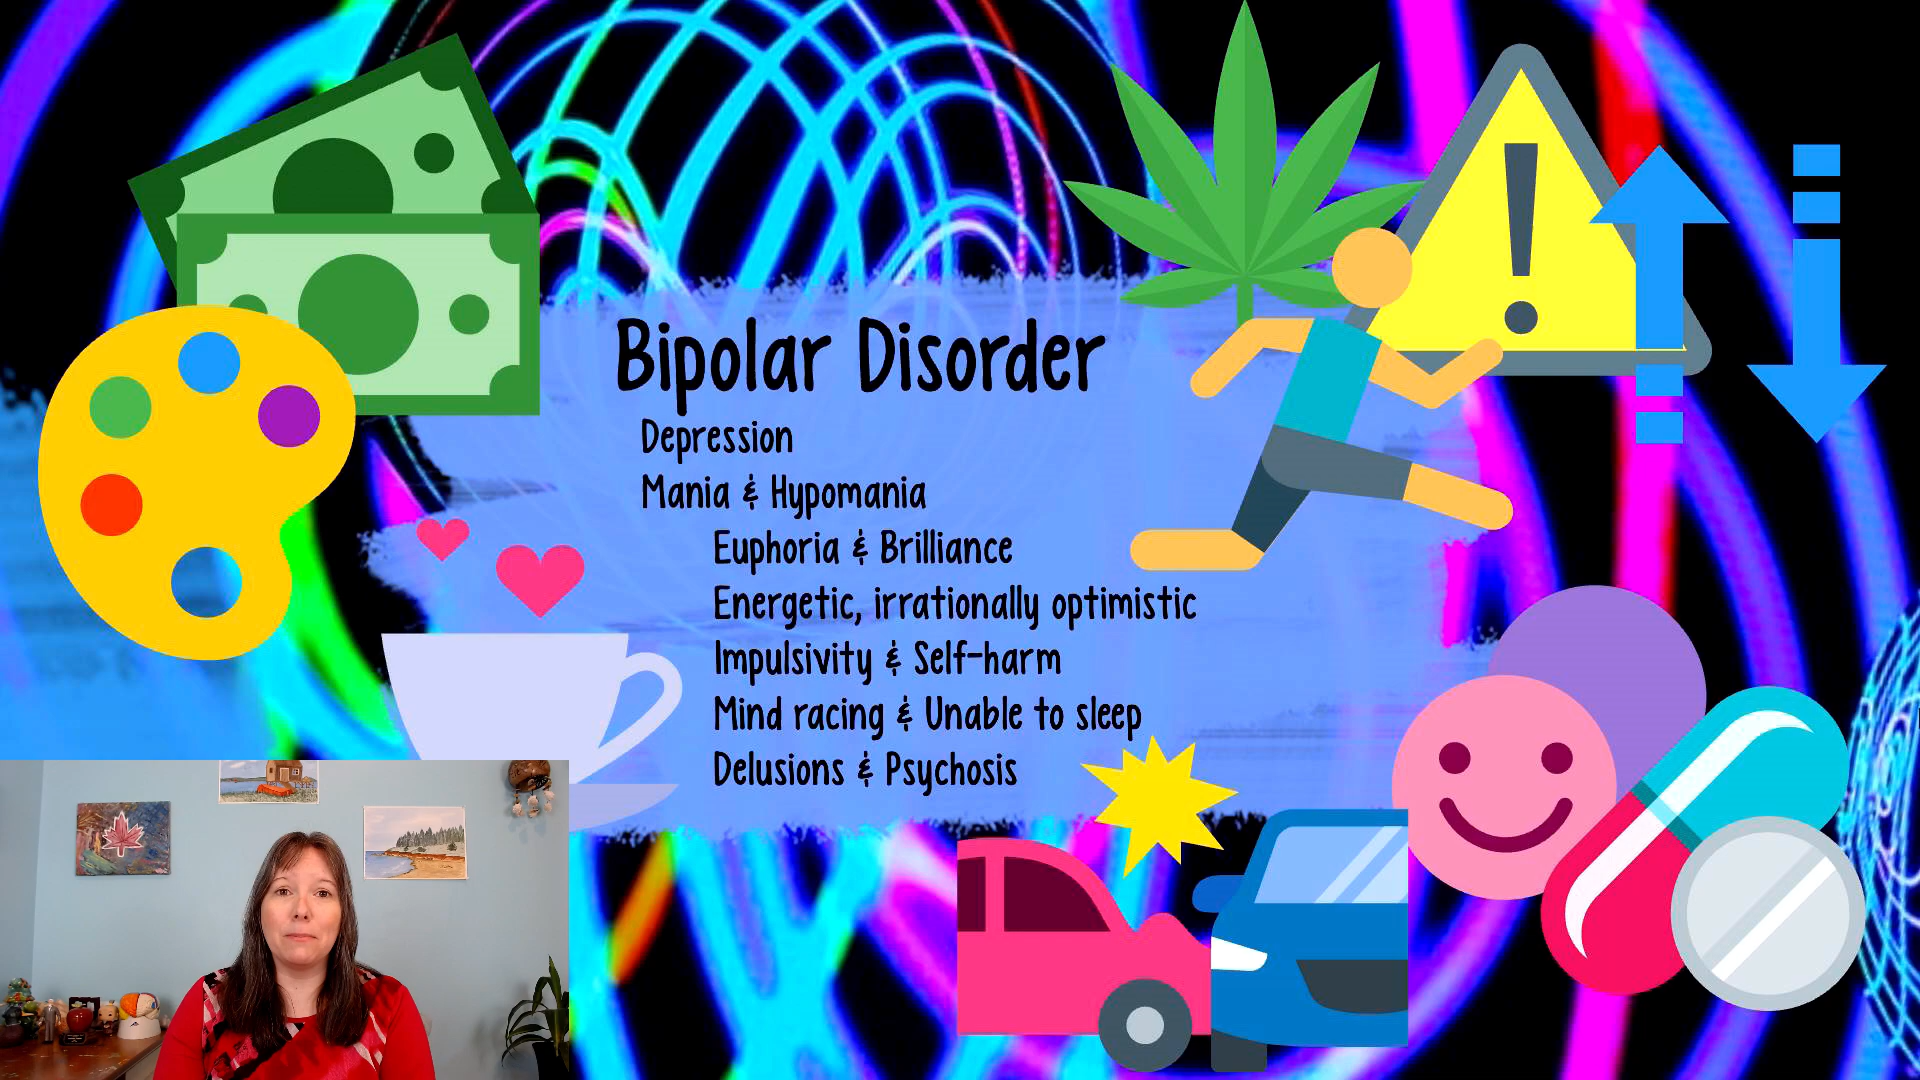 Bipolar Disorder
Depression
Mania & Hypomania
Euphoria & Brilliance
Energetic, irrationally optimistic
Impulsivity & Self-harm
Mind racing & Unable to sleep
Delusions & Psychosis